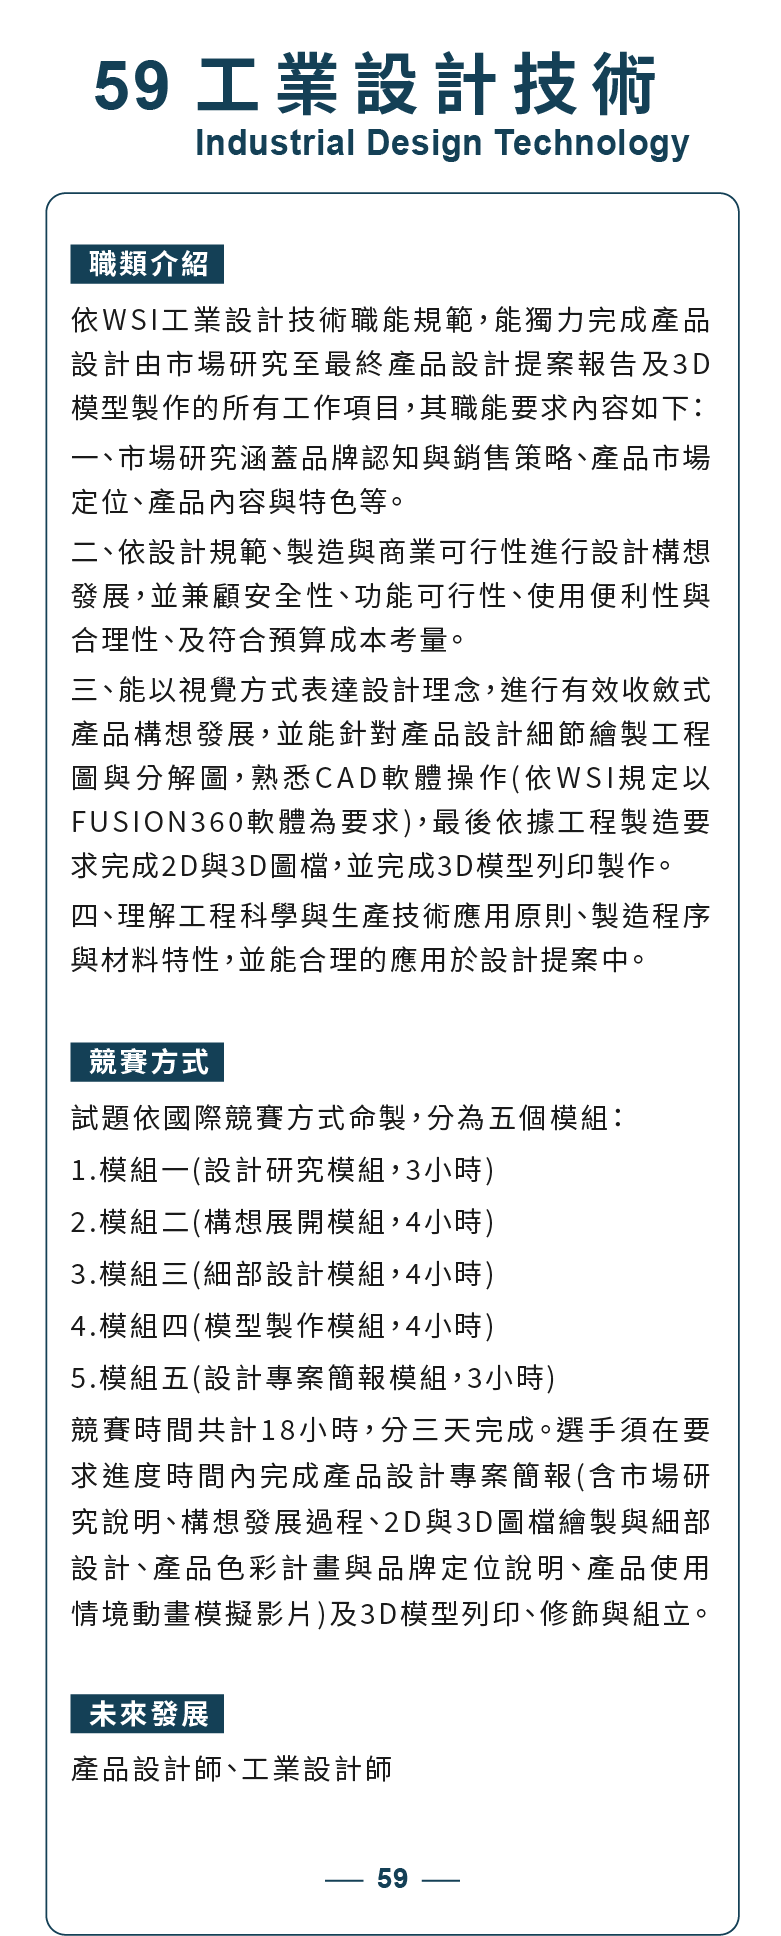 59 工業設計技術
Industrial Design Technology
職類介紹
依WSI工業設計技術職能規範，能獨力完成產品
設計由市場研究至最終產品設計提案報告及3D
模型製作的所有工作項目，其職能要求內容如下：
一、市場研究涵蓋品牌認知與銷售策略、產品市場
定位、產品內容與特色等。
二、依設計規範、製造與商業可行性進行設計構想
發展，並兼顧安全性、功能可行性、使用便利性與
合理性、及符合預算成本考量。
三、能以視覺方式表達設計理念，進行有效收斂式
產品構想發展，並能針對產品設計細節繪製工程
圖與分解圖，熟悉CAD軟體操作(依WSI規定以
FUSION360軟體為要求)，最後依據工程製造要
求完成2D與3D圖檔，並完成3D模型列印製作。
四、理解工程科學與生產技術應用原則、製造程序
與材料特性，並能合理的應用於設計提案中。
競賽方式
試題依國際競賽方式命製，分為五個模組：
1.模組一(設計研究模組，3小時)
2.模組二(構想展開模組，4小時)
3.模組三(細部設計模組，4小時)
4.模組四(模型製作模組，4小時)
5.模組五(設計專案簡報模組，3小時)
競賽時間共計18小時，分三天完成。選手須在要
求進度時間內完成產品設計專案簡報(含市場研
究說明、構想發展過程、2D與3D圖檔繪製與細部
設計、產品色彩計畫與品牌定位說明、產品使用
情境動畫模擬影片)及3D模型列印、修飾與組立。
未來發展
產品設計師、工業設計師
59